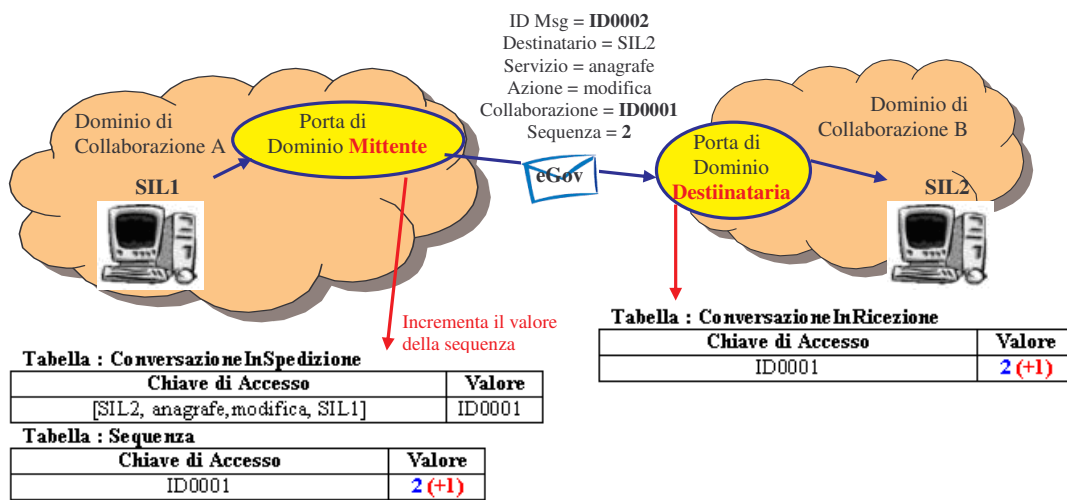 ID Msg = ID0002
Destinatario = SIL2
Servizio = anagrafe
Azione = modifica
Collaborazione = ID0001
Sequenza = 2
Dominio di
Collaborazione A
Porta di
Dominio Mittente
SIL1
eGov
Porta di
Dominio
Destiinataria
Dominio di
Collaborazione B
SIL2
Incrementa il valore
della sequenza
Tabella : ConversazioneInSpedizione
Chiave di Accesso Valore
[SIL2, anagrafe,modifica, SIL1] ID0001
Tabella : Sequenza
Chiave di Accesso Valore
ID0001 2 (+1)
Tabella : ConversazioneInRicezione
Chiave di Accesso Valore
ID0001 2 (+1)